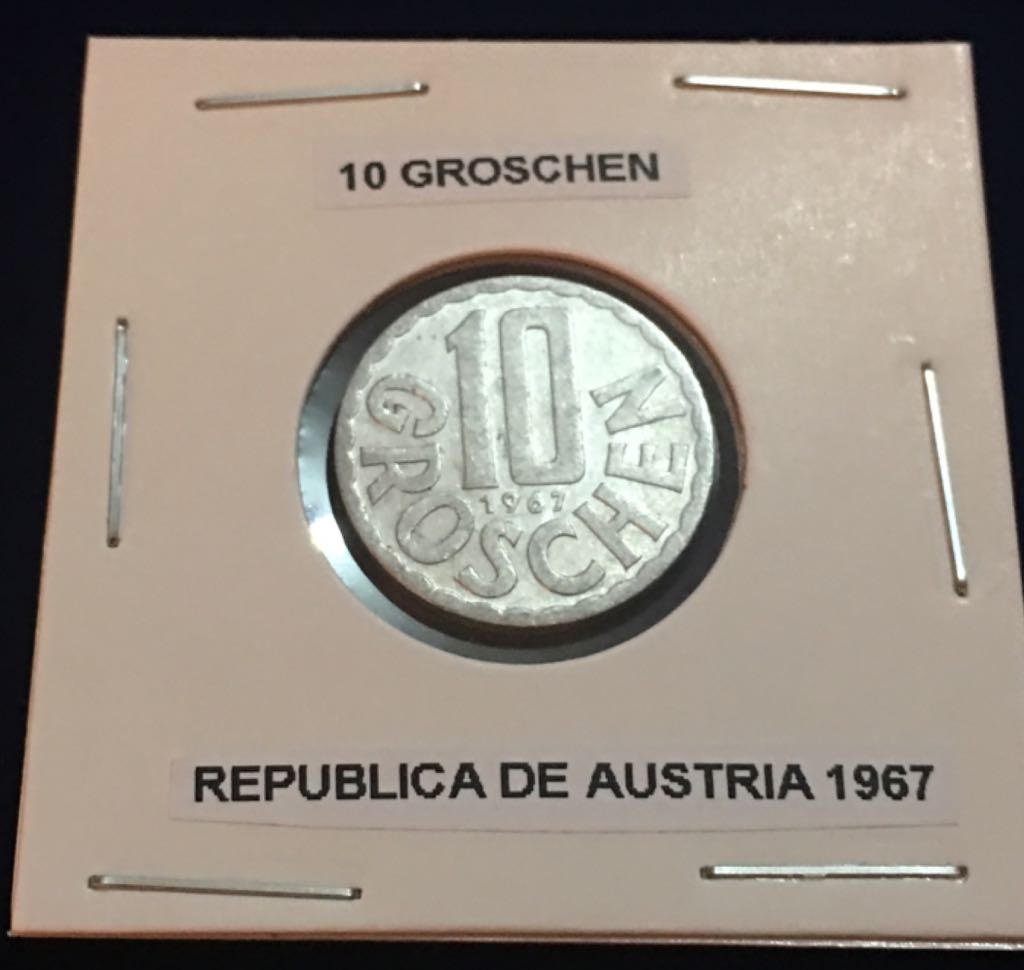 10 GROSCHEN
10
1967
GROSCHEN
REPUBLICA DE AUSTRIA 1967